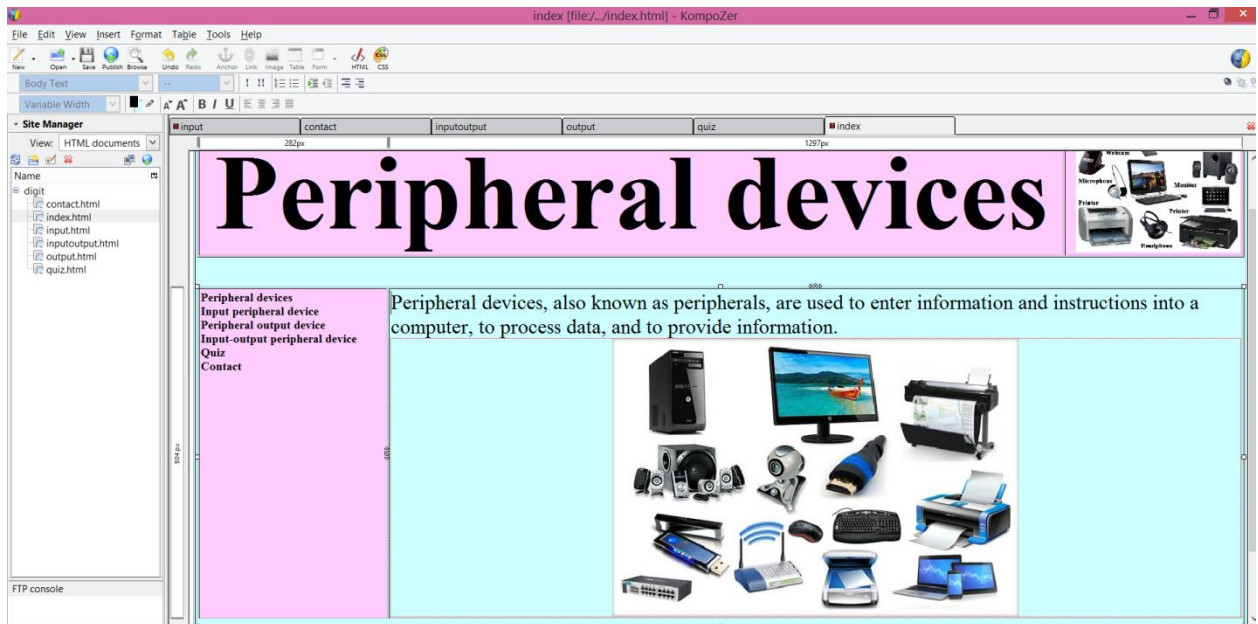 index [file:/.../index.html] - KompoZer
File Edit View Insert Format Table Tools Help
New Open Save Publish Browse Undo Redo Anchor Link Image Table Form HTML CSS
Body Text --
Variable Width B I U
Site Manager
View: HTML documents
Name
digit
contact.html
index.html
input.html
inputoutput.html
output.html
quiz.html
FTP console
input contact inputoutput output quiz index
282px 1297px
504 px
Peripheral devices
Webcam
Microphone
Monitor
Printer
Printer
Headphone
Peripheral devices
Input peripheral device
Peripheral output device
Input-output peripheral device
Quiz
Contact
Peripheral devices, also known as peripherals, are used to enter information and instructions into a
computer, to process data, and to provide information.